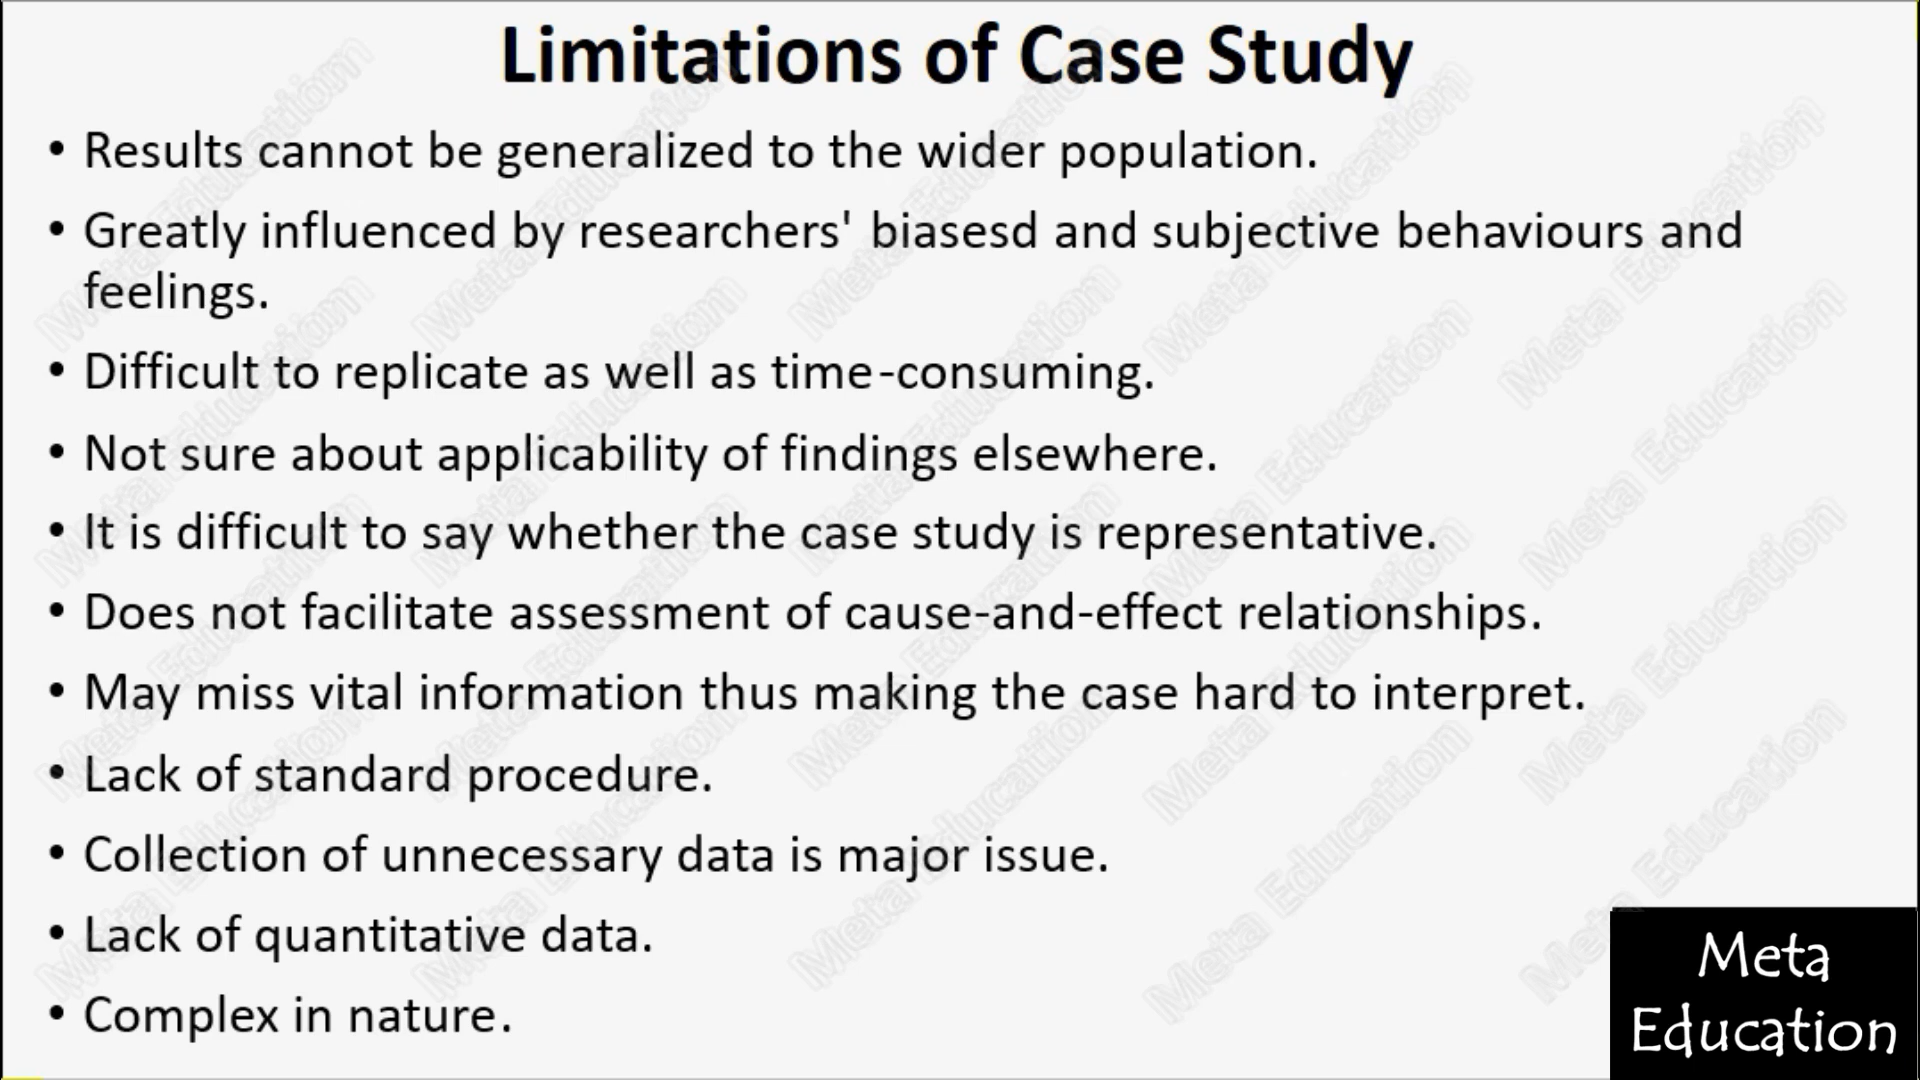 Limitations of Case Study
• Results cannot be generalized to the wider population.
• Greatly influenced by researchers' biasesd and subjective behaviours and
feelings.
• Difficult to replicate as well as time-consuming.
• Not sure about applicability of findings elsewhere.
• It is difficult to say whether the case study is representative.
• Does not facilitate assessment of cause-and-effect relationships.
• May miss vital information thus making the case hard to interpret.
• Lack of standard procedure.
• Collection of unnecessary data is major issue.
• Lack of quantitative data.
• Complex in nature.
Meta
Education